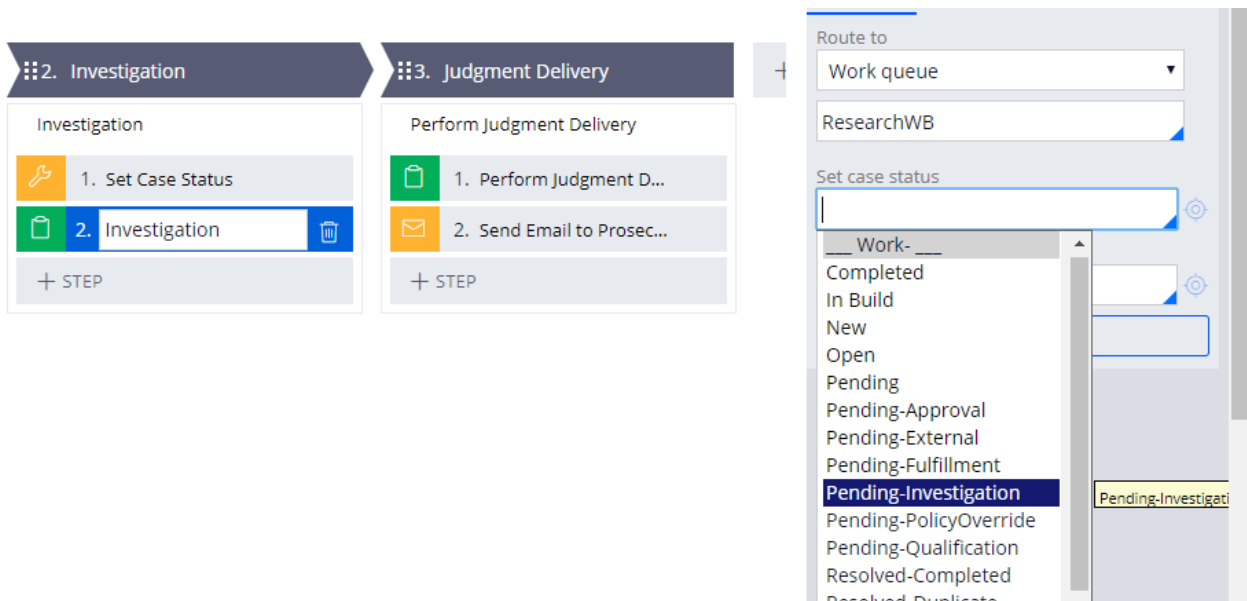 2. Investigation
3. Judgment Delivery
Investigation
1. Set Case Status
2. Investigation
+ STEP
Perform Judgment Delivery
1. Perform Judgment D...
2. Send Email to Prosec...
+ STEP
+
Route to
Work queue
ResearchWB
Set case status
___ Work- ___
Completed
In Build
New
Open
Pending
Pending-Approval
Pending-External
Pending-Fulfillment
Pending-Investigation
Pending-Investigati
Pending-PolicyOverride
Pending-Qualification
Resolved-Completed
Resolved-Duplicate